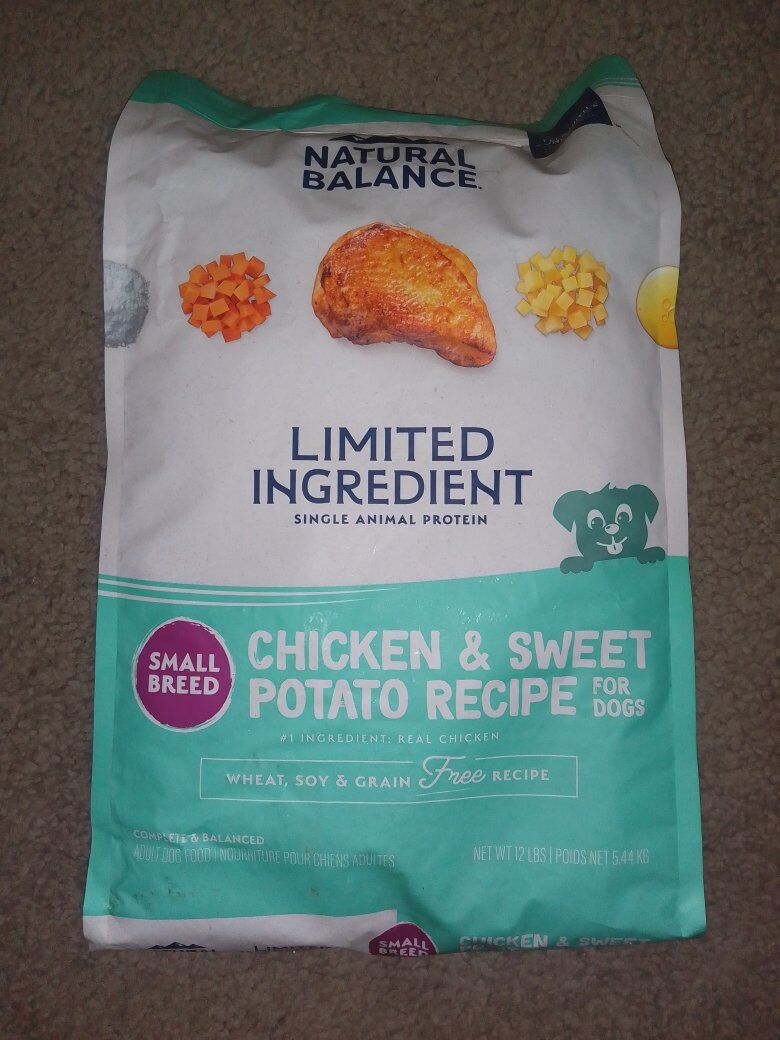 NATURAL
BALANCE.
LIMITED
INGREDIENT
SINGLE ANIMAL PROTEIN
SMALL
BREED
CHICKEN & SWEET
POTATO RECIPE FOR
DOGS
#1 INGREDIENT: REAL CHICKEN
WHEAT, SOY & GRAIN Free RECIPE
COMPLETE & BALANCED
ADULT DOG FOOD | NOURRITURE POUR CHIENS ADULTES
NET WT 12 LBS | POIDS NET 5.44 KG
LIMITED
SMALL
BREED
CHICKEN & SWEET